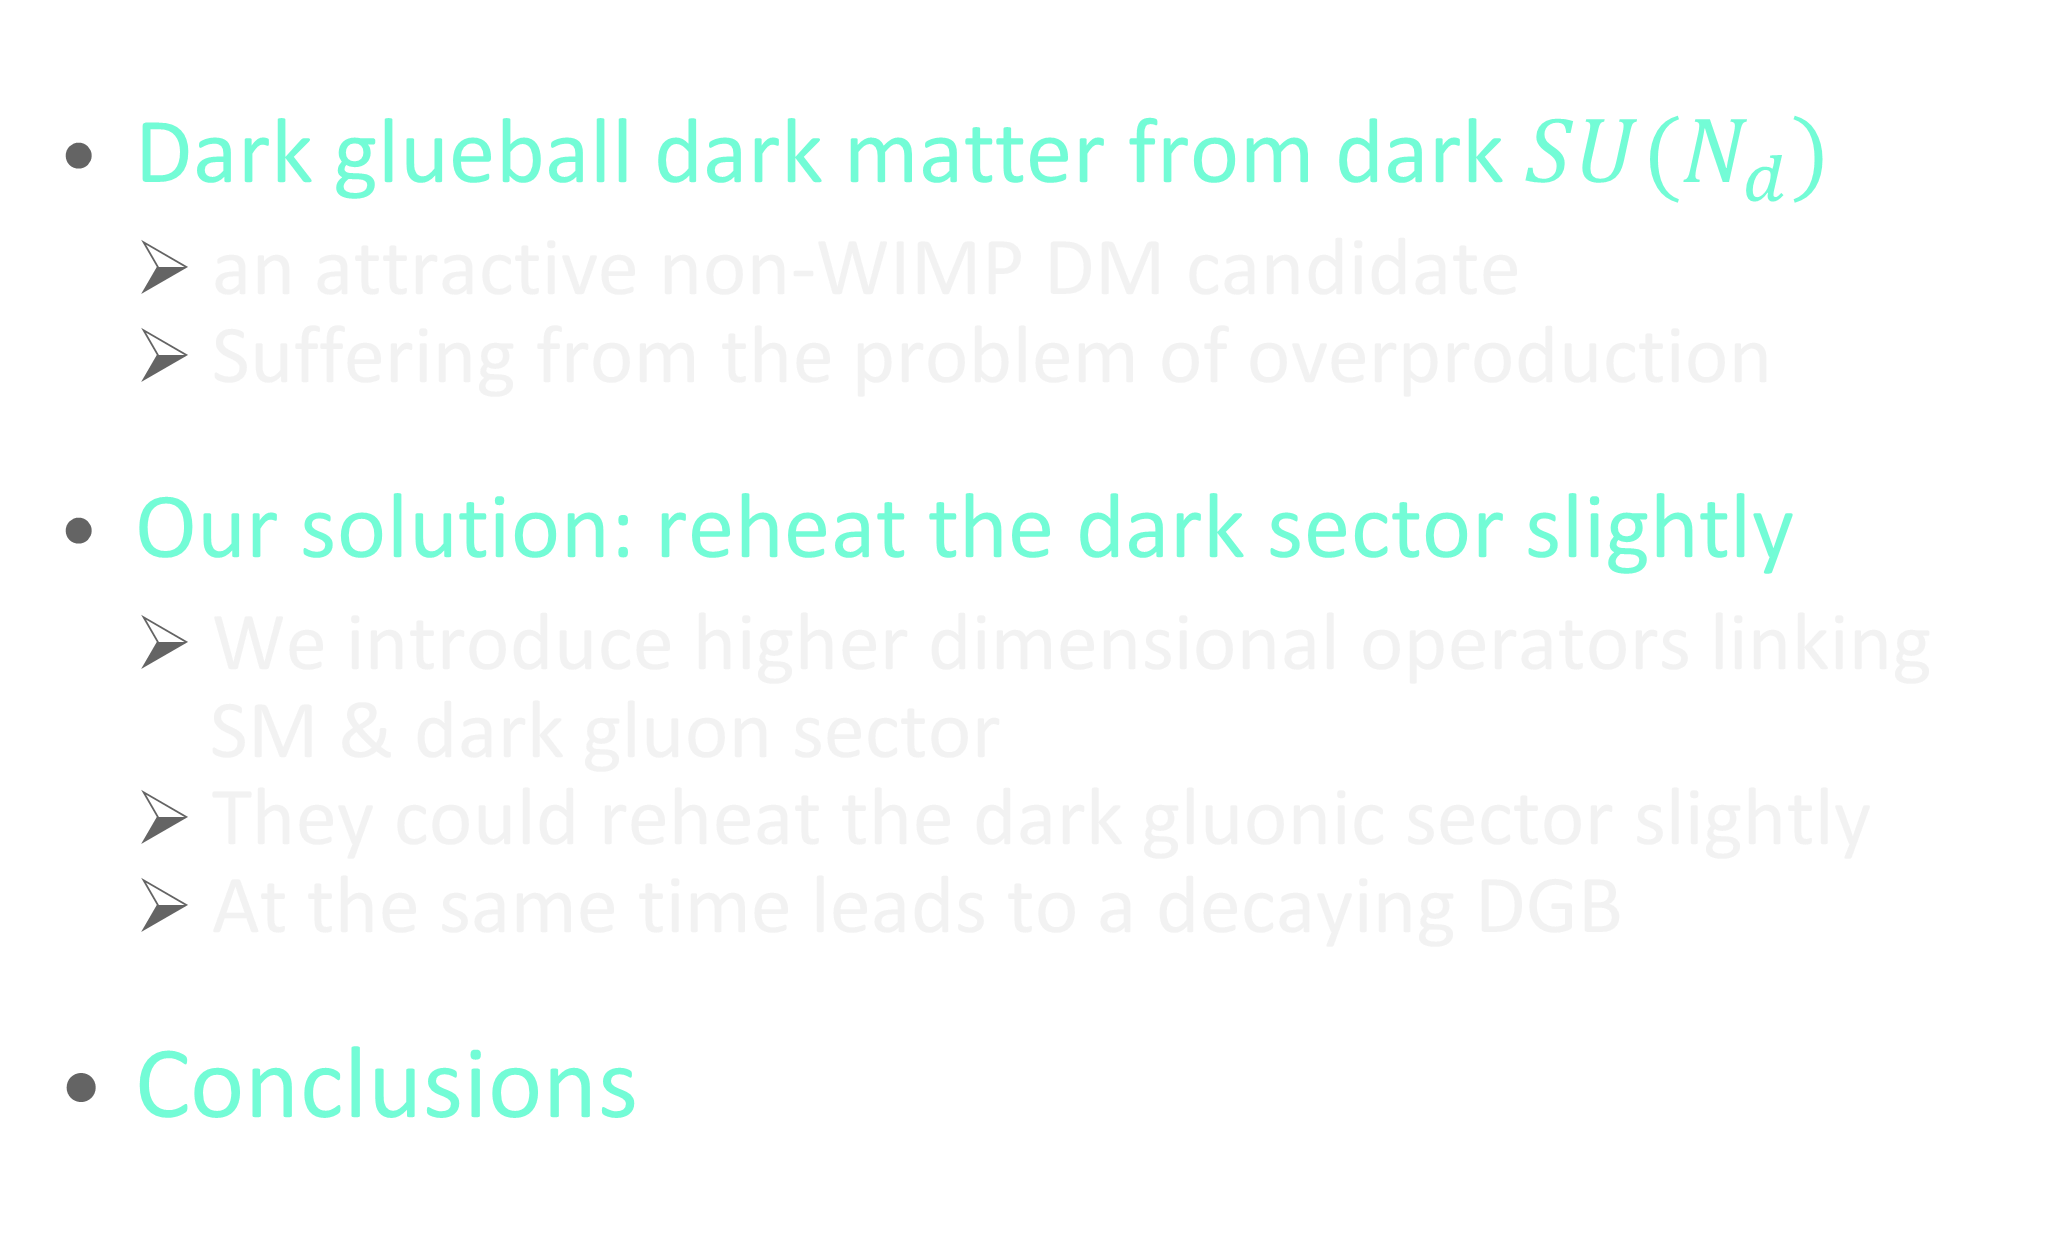 • Dark glueball dark matter from dark SU(N_d)
➢ an attractive non-WIMP DM candidate
➢ Suffering from the problem of overproduction
• Our solution: reheat the dark sector slightly
➢ We introduce higher dimensional operators linking
SM & dark gluon sector
➢ They could reheat the dark gluonic sector slightly
➢ At the same time leads to a decaying DGB
• Conclusions